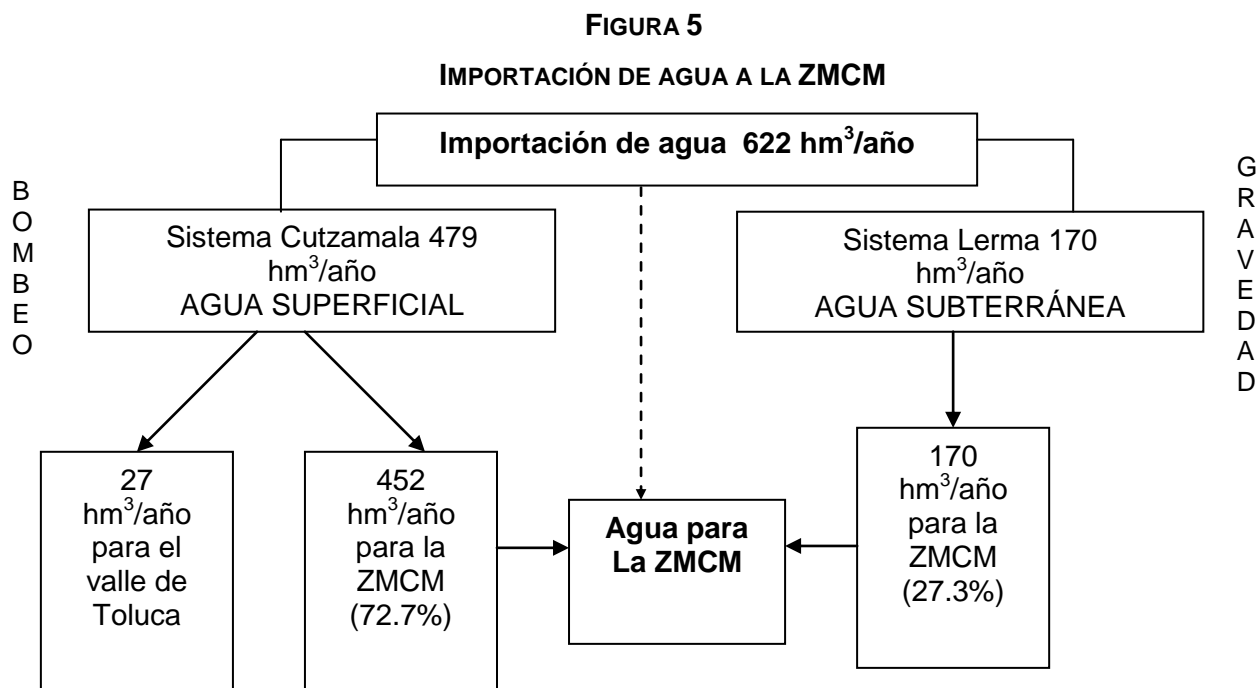 FIGURA 5
IMPORTACIÓN DE AGUA A LA ZMCM
Importación de agua 622 hm³/año
BOMBEO
Sistema Cutzamala 479
hm³/año
AGUA SUPERFICIAL
Sistema Lerma 170
hm³/año
AGUA SUBTERRÁNEA
GRAVEDAD
27
hm³/año
para el
valle de
Toluca
452
hm³/año
para la
ZMCM
(72.7%)
Agua para
La ZMCM
170
hm³/año
para la
ZMCM
(27.3%)